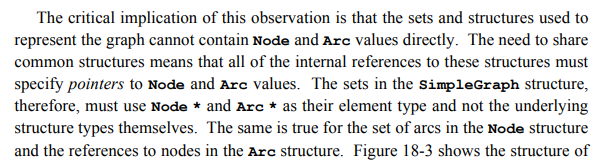 The critical implication of this observation is that the sets and structures used to
represent the graph cannot contain Node and Arc values directly. The need to share
common structures means that all of the internal references to these structures must
specify pointers to Node and Arc values. The sets in the SimpleGraph structure,
therefore, must use Node * and Arc * as their element type and not the underlying
structure types themselves. The same is true for the set of arcs in the Node structure
and the references to nodes in the Arc structure. Figure 18-3 shows the structure of